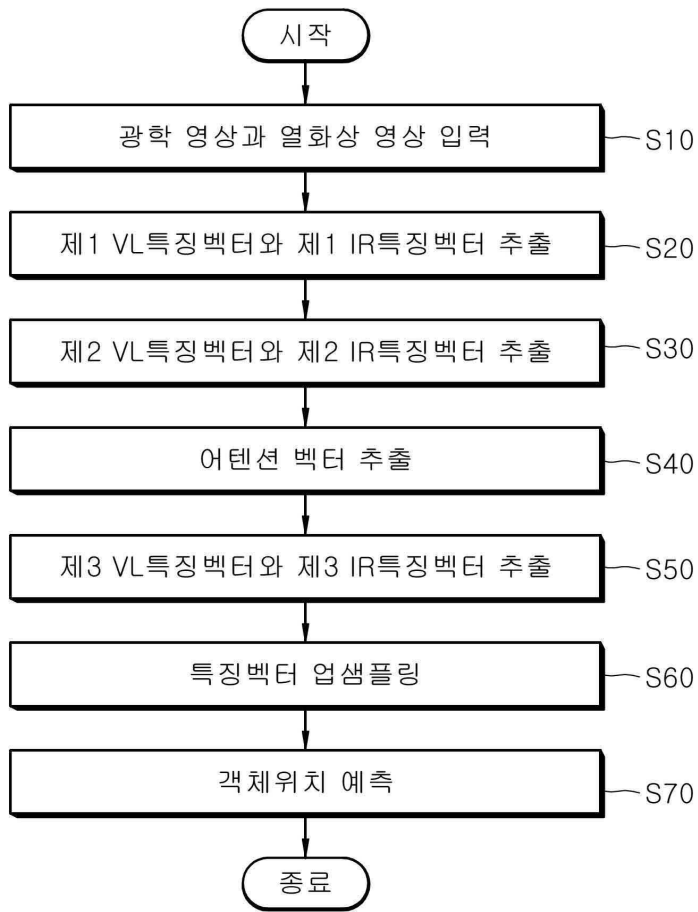 시작
광학 영상과 열화상 영상 입력 S10
제1 VL특징벡터와 제1 IR특징벡터 추출 S20
제2 VL특징벡터와 제2 IR특징벡터 추출 S30
어텐션 벡터 추출 S40
제3 VL특징벡터와 제3 IR특징벡터 추출 S50
특징벡터 업샘플링 S60
객체위치 예측 S70
종료